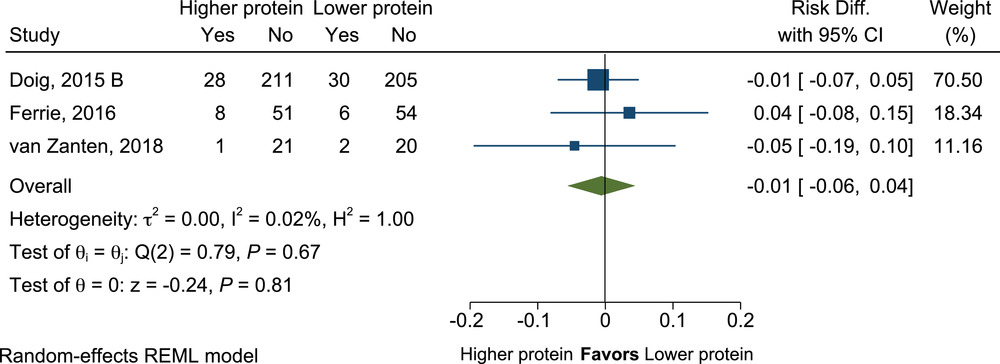 Higher protein Lower protein Risk Diff. Weight
Study Yes No Yes No with 95% CI (%)
Doig, 2015 B 28 211 30 205 -0.01 [ -0.07, 0.05] 70.50
Ferrie, 2016 8 51 6 54 0.04 [ -0.08, 0.15] 18.34
van Zanten, 2018 1 21 2 20 -0.05 [ -0.19, 0.10] 11.16
Overall -0.01 [ -0.06, 0.04]
Heterogeneity: τ² = 0.00, I² = 0.02%, H² = 1.00
Test of θᵢ = θⱼ: Q(2) = 0.79, P = 0.67
Test of θ = 0: z = -0.24, P = 0.81
-0.2 -0.1 0 0.1 0.2
Random-effects REML model Higher protein Favors Lower protein